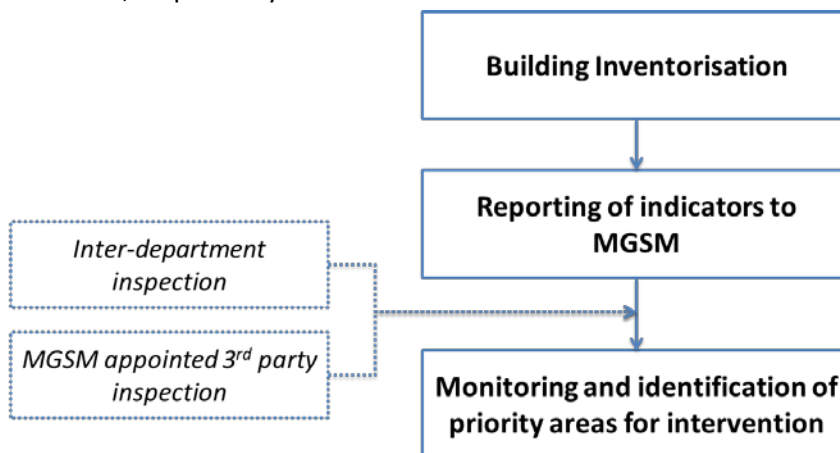 Building Inventorisation
Reporting of indicators to
MGSM
Inter-department
inspection
MGSM appointed 3rd party
inspection
Monitoring and identification of
priority areas for intervention